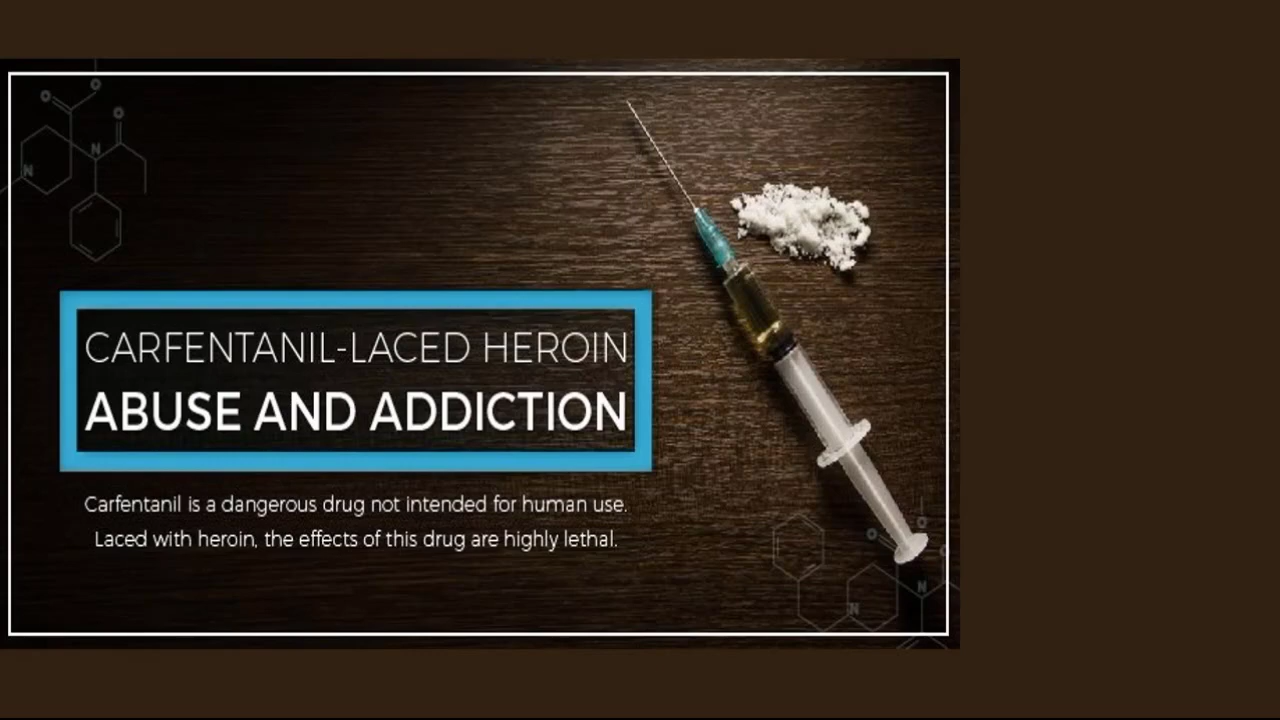 CARFENTANIL-LACED HEROIN
ABUSE AND ADDICTION
Carfentanil is a dangerous drug not intended for human use.
Laced with heroin, the effects of this drug are highly lethal.
O
O
O
N
N
O
O
O
N
N